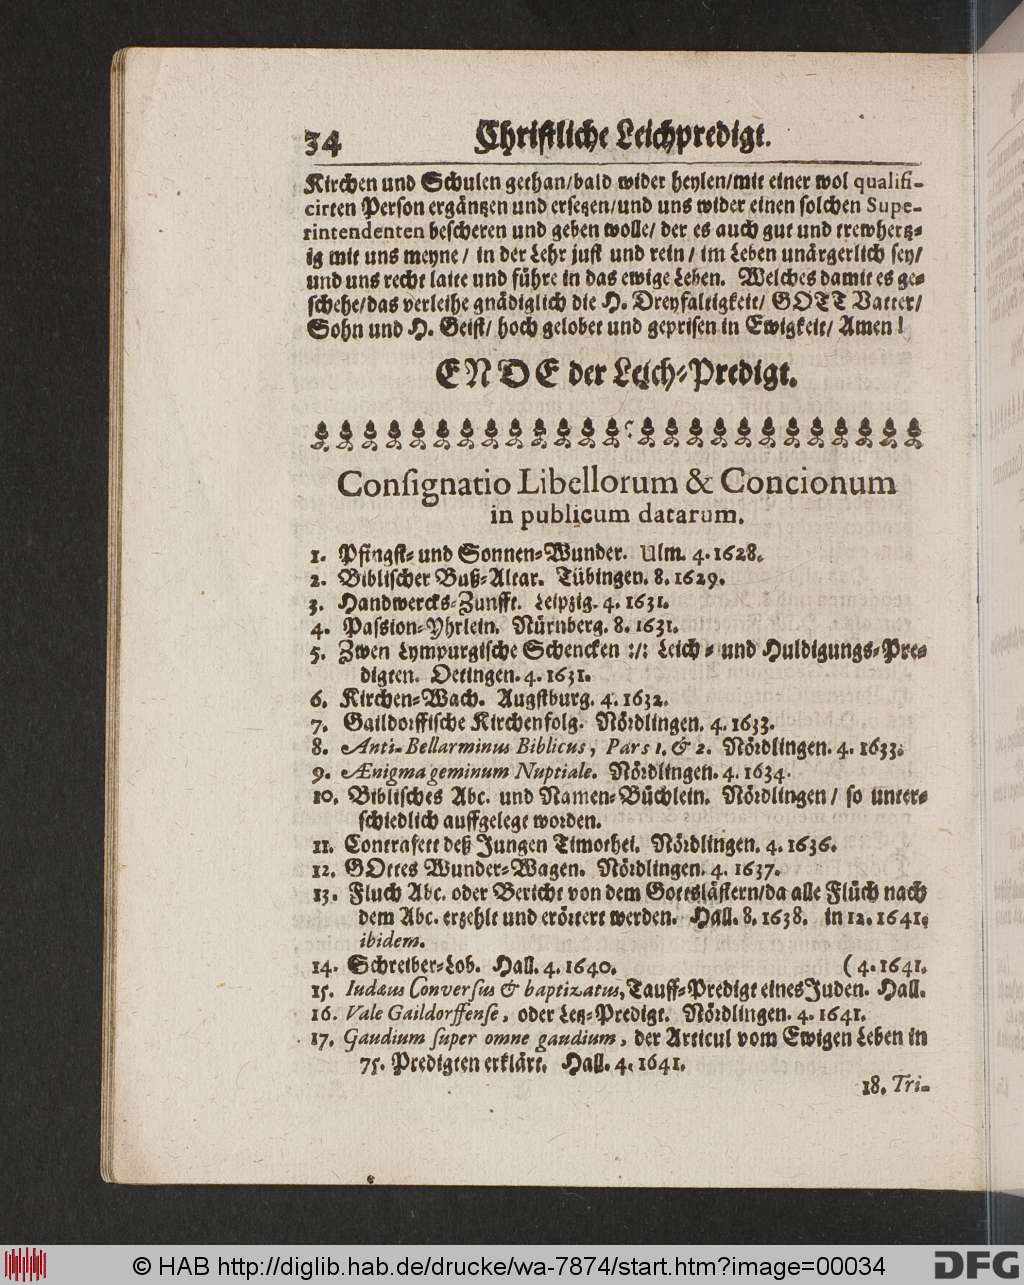 34 Christliche Leichpredigt.
Kirchen und Schulen gethan/bald wider heylen/mit einer wol qualifi-
cirten Person ergäntzen und ersetzen/und uns wider einen solchen Supe-
rintendenten bescheren und geben wolle/ der es auch gut und trewhertz-
ig mit uns meyne/ in der Lehr just und rein/ im Leben unärgerlich sey/
und uns recht laite und führe in das ewige Leben. Welches damit es ge-
schehe/das verleihe gnädiglich die H. Dreyfaltigkeit/ GOTT Vatter/
Sohn und H. Geist/ hoch gelobet und geprisen in Ewigkeit/ Amen!
ENDE der Leich-Predigt.
Consignatio Libellorum & Concionum
in publicum datarum.
1. Pfingst- und Sonnen-Wunder. Ulm. 4. 1628.
2. Biblischer Buß-Altar. Tübingen. 8. 1629.
3. Handwercks-Zunfft. Leipzig. 4. 1631.
4. Passion-Yhrlein. Nürnberg. 8. 1631.
5. Zwen Lympurgische Schencken :/: Leich- und Huldigungs-Pre-
digten. Oetingen. 4. 1631.
6. Kirchen-Wach. Augstburg. 4. 1632.
7. Gaildorffische Kirchenfolg. Nördlingen. 4. 1633.
8. Anti-Bellarminus Biblicus, Pars 1. & 2. Nördlingen. 4. 1633.
9. Ænigma geminum Nuptiale. Nördlingen. 4. 1634.
10. Biblisches Abc. und Namen-Büchlein. Nördlingen/ so unter-
schiedlich auffgelegt worden.
11. Contrafett deß Jungen Timothei. Nördlingen. 4. 1636.
12. GOttes Wunder-Wagen. Nördlingen. 4. 1637.
13. Fluch Abc. oder Bericht von dem Gottslästern/da alle Flüch nach
dem Abc. erzehlt und erörtert werden. Hall. 8. 1638. in 12. 1641.
ibidem.
14. Schreiber-Lob. Hall. 4. 1640. (4. 1641.
15. Iudæus Conversus & baptizatus, Tauff-Predigt eines Juden. Hall.
16. Vale Gaildorffense, oder Letz-Predigt. Nördlingen. 4. 1641.
17. Gaudium super omne gaudium, der Articul vom Ewigen Leben in
75. Predigten erklärt. Hall. 4. 1641.
18. Tri-
© HAB http://diglib.hab.de/drucke/wa-7874/start.htm?image=00034
DFG